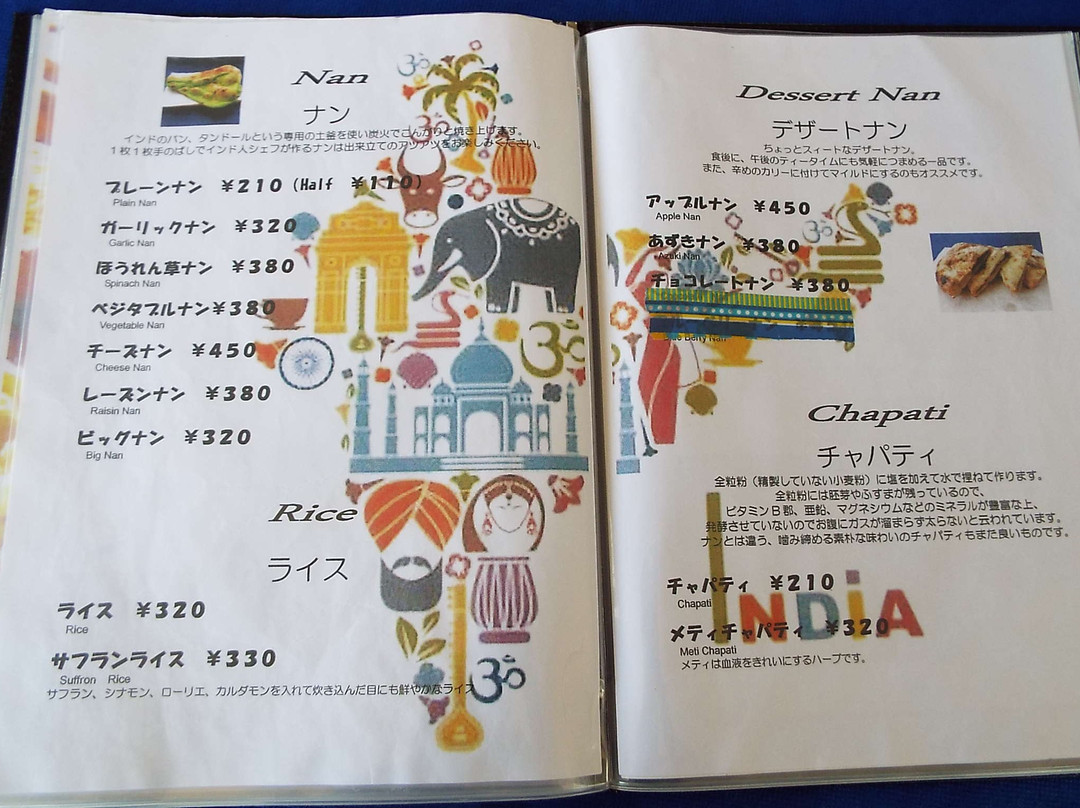 Nan
ナン
インドのパン、タンドールという専用の土釜を使い炭火でこんがりと焼き上げます。
1枚1枚手のばしでインド人シェフが作るナンは出来立てのアツアツをお楽しみください。
プレーンナン ￥210（Half ￥110）
Plain Nan
ガーリックナン ￥320
Garlic Nan
ほうれん草ナン ￥380
Spinach Nan
ベジタブルナン￥380
Vegetable Nan
チーズナン ￥450
Cheese Nan
レーズンナン ￥380
Raisin Nan
ビッグナン ￥320
Big Nan
Rice
ライス
ライス ￥320
Rice
サフランライス ￥330
Suffron Rice
サフラン、シナモン、ローリエ、カルダモンを入れて炊き込んだ目にも鮮やかなライス
Dessert Nan
デザートナン
ちょっとスィートなデザートナン。
食後に、午後のティータイムにも気軽につまめる一品です。
また、辛めのカリーに付けてマイルドにするのもオススメです。
アップルナン ￥450
Apple Nan
あずきナン ￥380
Azuki Nan
チョコレートナン ￥380
Berry Nan
Chapati
チャパティ
全粒粉（精製していない小麦粉）に塩を加えて水で捏ねて作ります。
全粒粉には胚芽やふすまが残っているので、
ビタミンB郡、亜鉛、マグネシウムなどのミネラルが豊富な上、
発酵させていないのでお腹にガスが溜まらず太らないと云われています。
ナンとは違う、噛み締める素朴な味わいのチャパティもまた良いものです。
チャパティ ￥210
Chapati
INDiA
メティチャパティ ￥320
Meti Chapati
メティは血液をきれいにするハーブです。